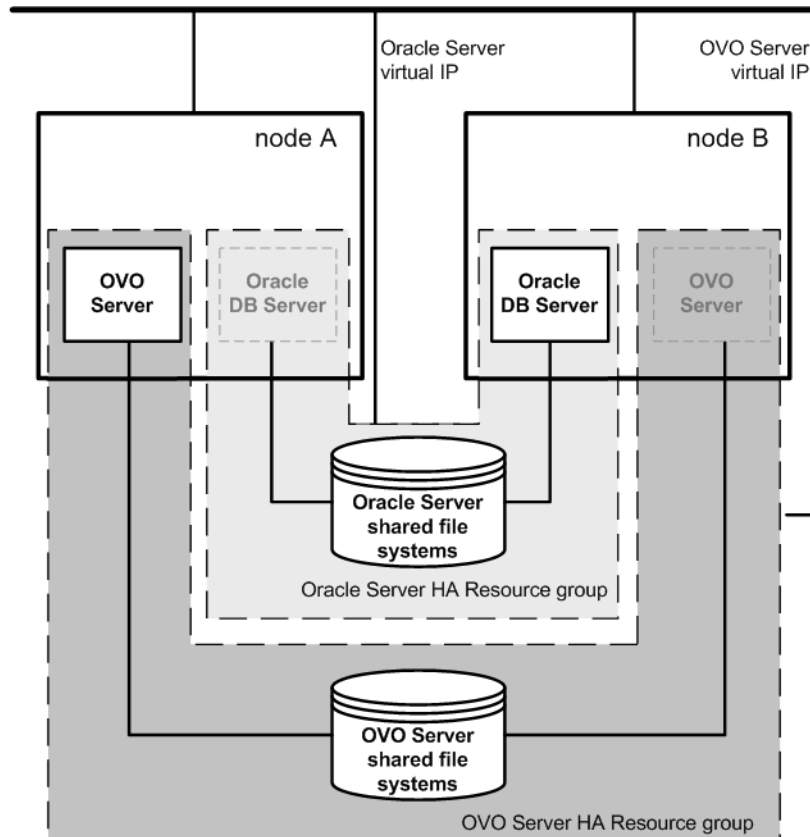 Oracle Server
virtual IP
OVO Server
virtual IP
node A
node B
OVO
Server
Oracle
DB Server
Oracle
DB Server
OVO
Server
Oracle Server
shared file
systems
Oracle Server HA Resource group
OVO Server
shared file
systems
OVO Server HA Resource group